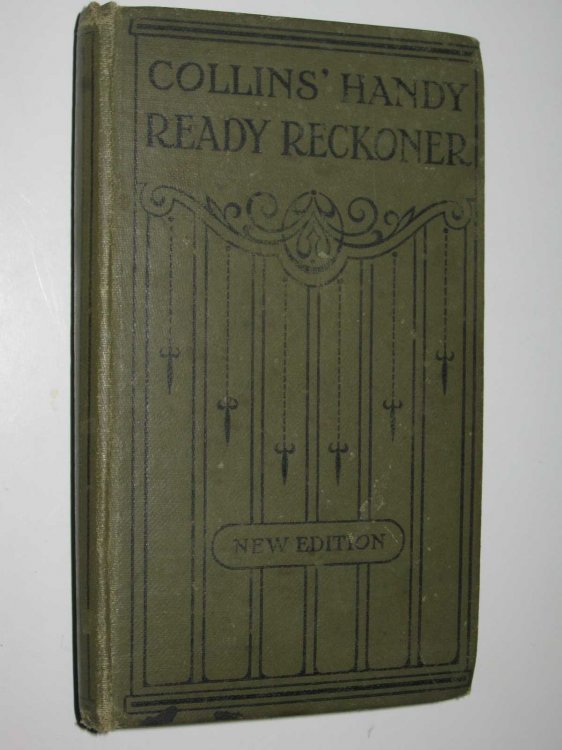 COLLINS' HANDY
READY RECKONER
NEW EDITION